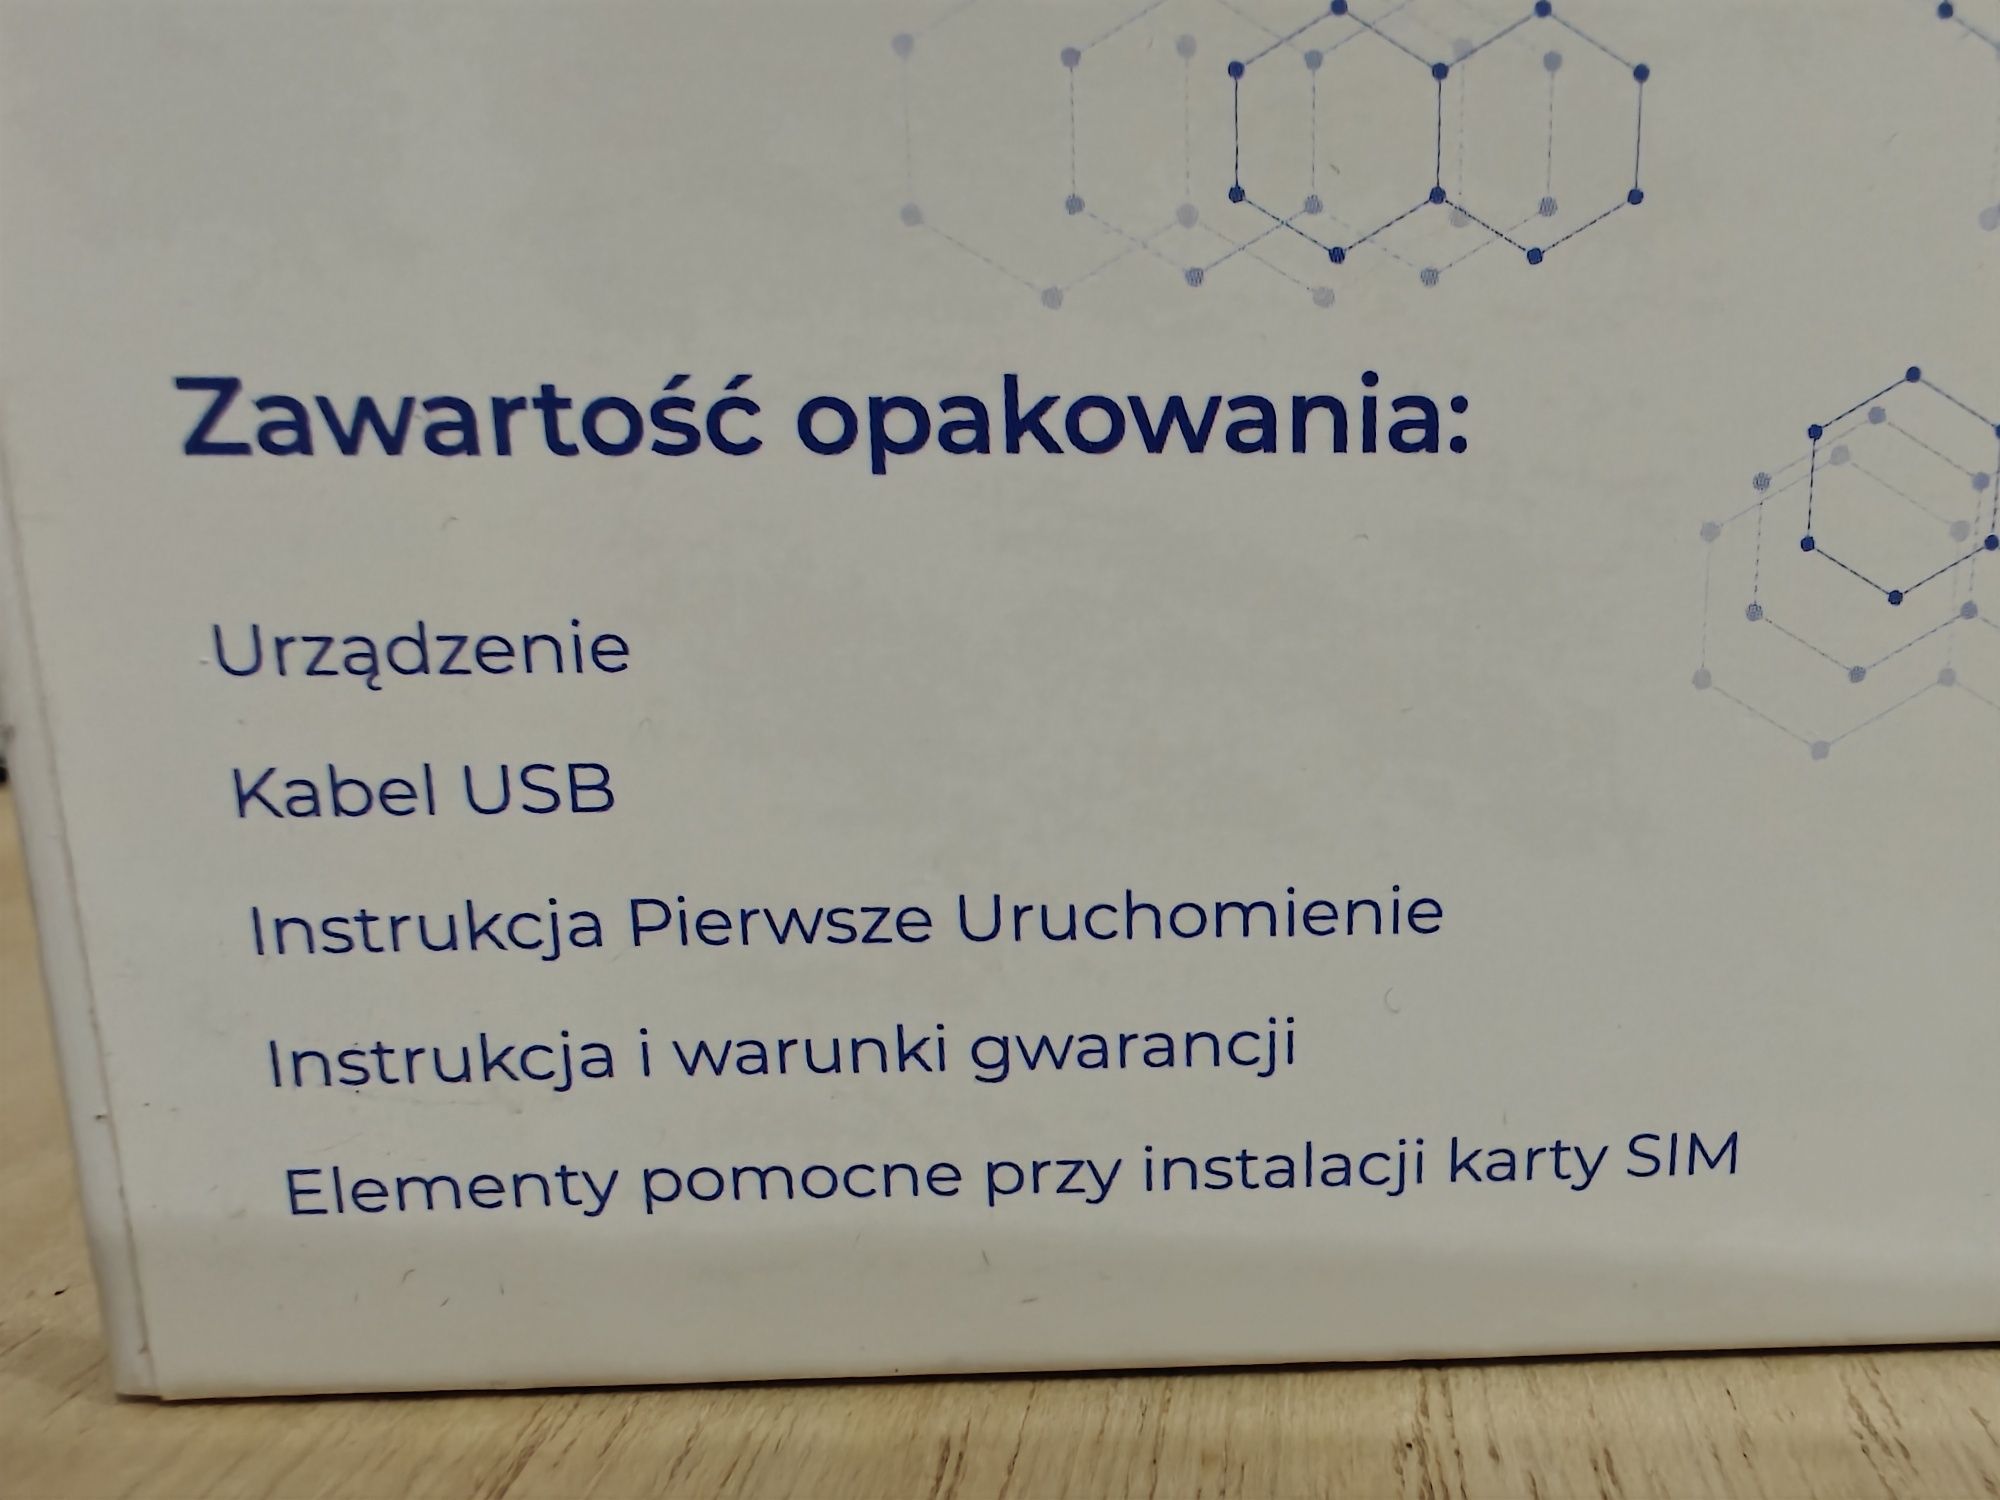 Zawartość opakowania:
Urządzenie
Kabel USB
Instrukcja Pierwsze Uruchomienie
Instrukcja i warunki gwarancji
Elementy pomocne przy instalacji karty SIM